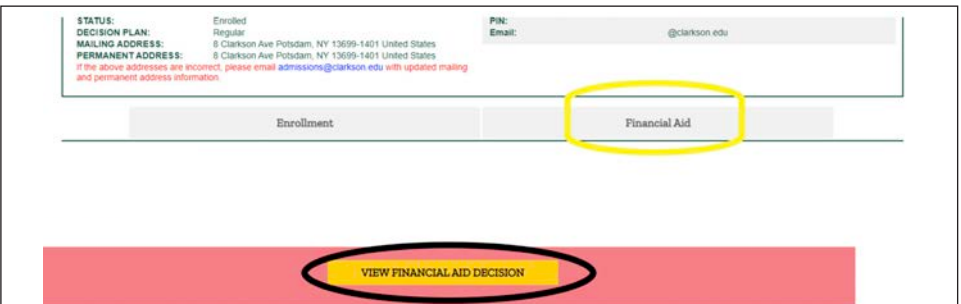 STATUS: Enrolled PIN:
DECISION PLAN: Regular Email: @clarkson.edu
MAILING ADDRESS: 8 Clarkson Ave Potsdam, NY 13699-1401 United States
PERMANENT ADDRESS: 8 Clarkson Ave Potsdam, NY 13699-1401 United States
If the above addresses are incorrect, please email admissions@clarkson.edu with updated mailing
and permanent address information.
Enrollment Financial Aid
VIEW FINANCIAL AID DECISION